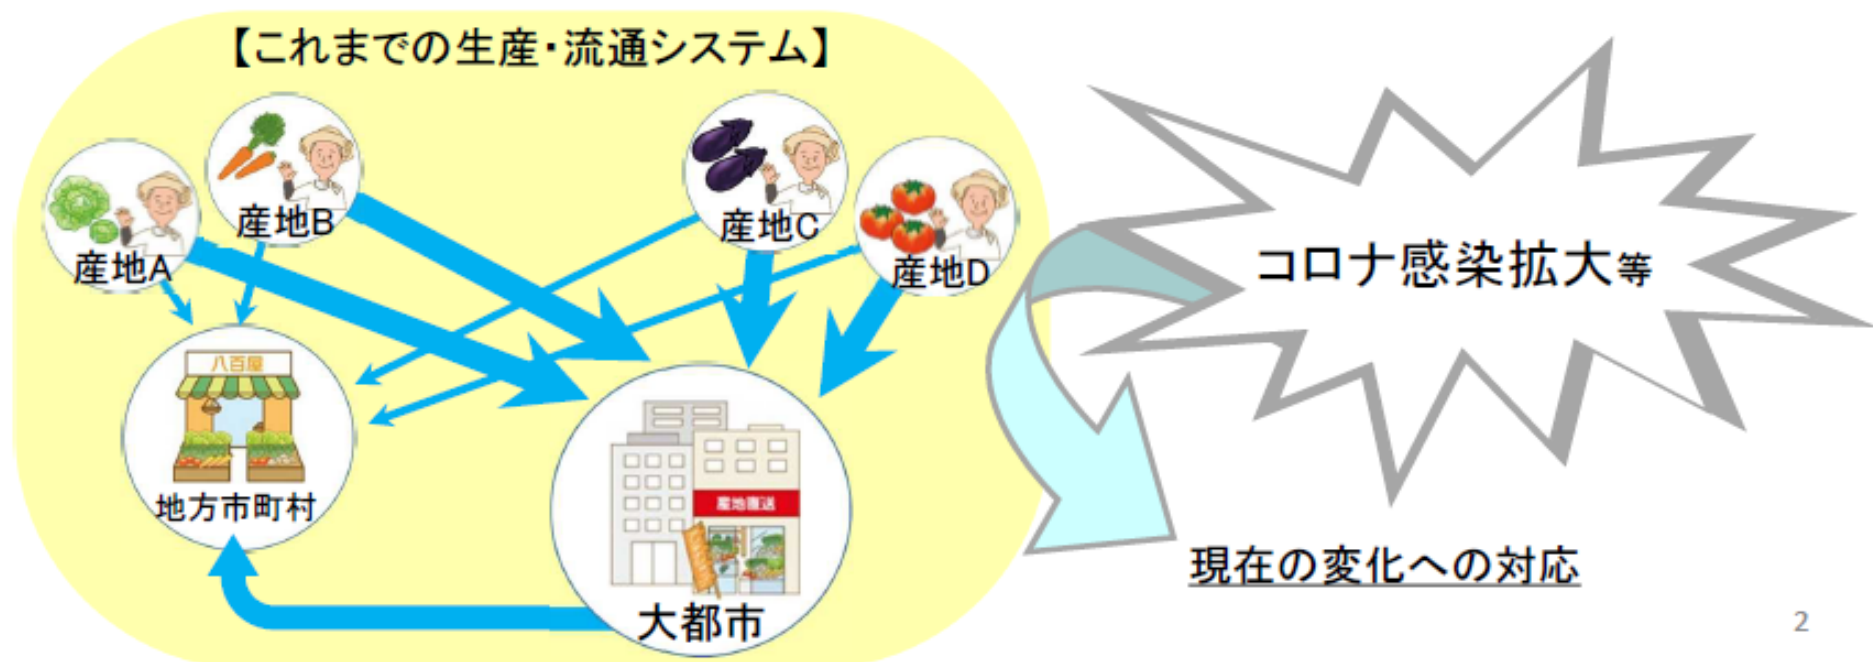 【これまでの生産・流通システム】
産地A
産地B
産地C
産地D
八百屋
地方市町村
産地直送
大都市
コロナ感染拡大等
現在の変化への対応
2